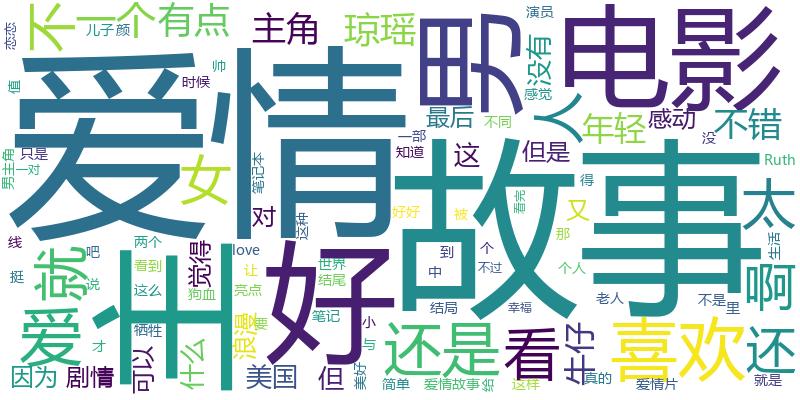 恋恋
不
一个
有点
儿子颜
主角
琼瑶
男
演员
没有
感觉
电影
值
帅
时候
爱情
最后
不同
人
年轻
感动
没
不错
男主角
只是
一对
女
笔记本
对
这种
一部
知道
这
但是
故事
Ruth
得
看完
又
那
太
生活
好好
被
线
挺
吧
说
爱
就
主
两个
看到
这么
牺牲
才
觉得
狗血
love
让
亮点
浪漫
要
世界
结尾
笔记
小
与
好
到
中
个
不过
结局
幸福
个人
老人
不是
里
啊
因为
剧情
可以
什么
美国
但
美好
还是
简单
爱情故事
给
看
这样
牛仔
真的
喜欢
爱情片
还
就是